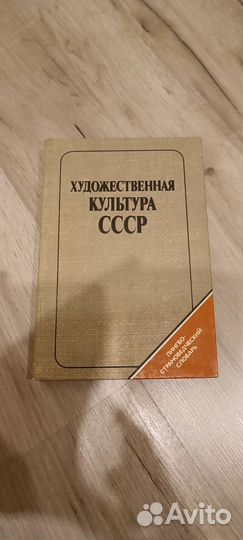 ХУДОЖЕСТВЕННАЯ
КУЛЬТУРА
СССР
ЛИНГВО-
СТРАНОВЕДЧЕСКИЙ
СЛОВАРЬ
Avito